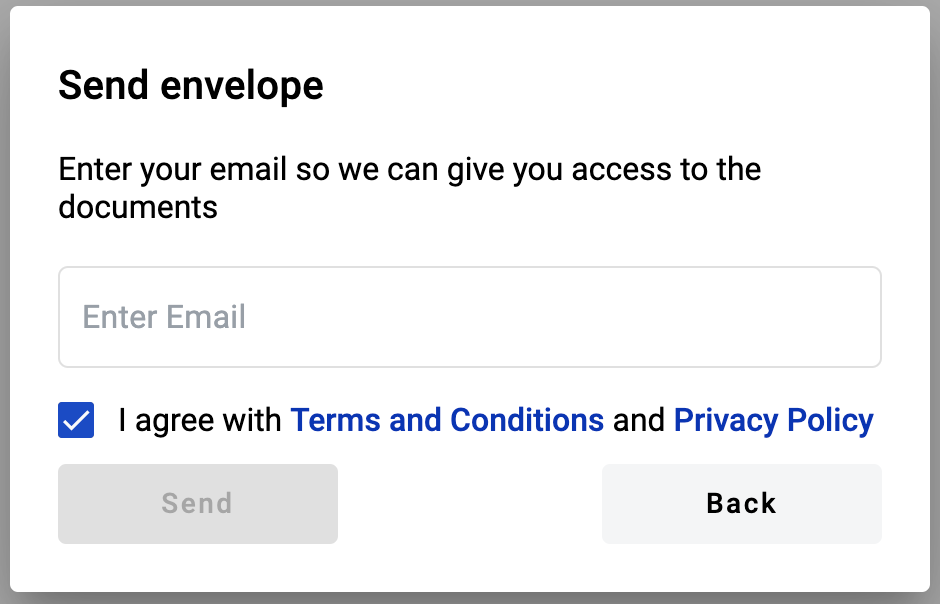 Send envelope
Enter your email so we can give you access to the
documents
Enter Email
I agree with Terms and Conditions and Privacy Policy
Send
Back